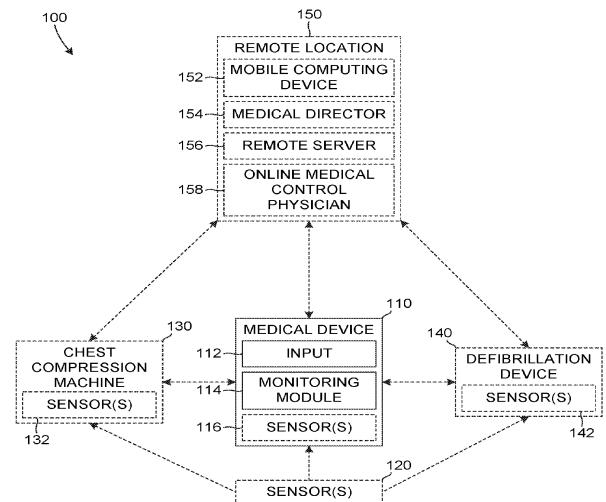 100
150
REMOTE LOCATION
152
MOBILE COMPUTING
DEVICE
154
MEDICAL DIRECTOR
156
REMOTE SERVER
158
ONLINE MEDICAL
CONTROL
PHYSICIAN
130
CHEST
COMPRESSION
MACHINE
SENSOR(S)
132
110
MEDICAL DEVICE
112
INPUT
114
MONITORING
MODULE
116
SENSOR(S)
140
DEFIBRILLATION
DEVICE
SENSOR(S)
142
120
SENSOR(S)